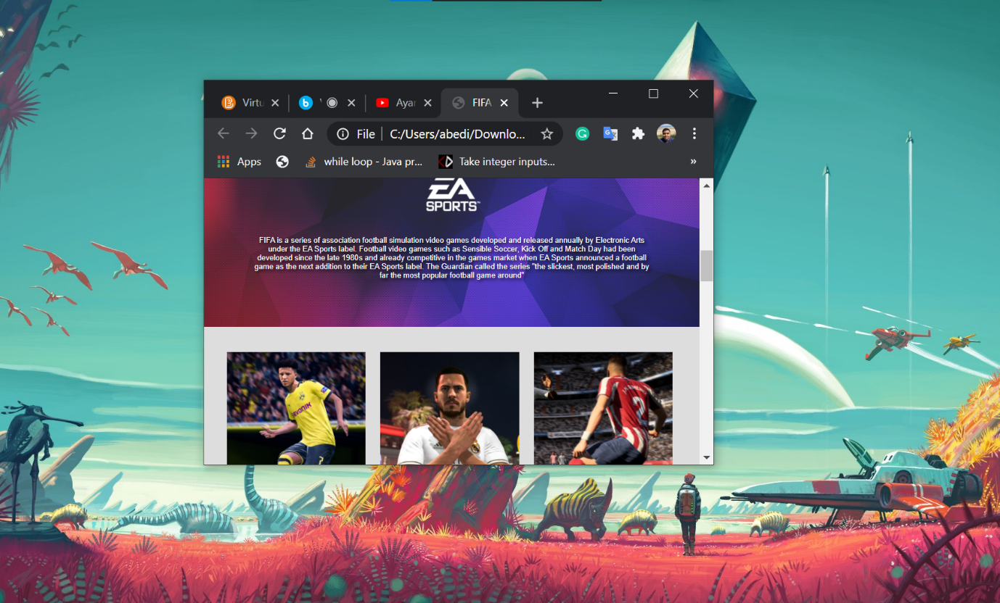 Virtu
Ayan
FIFA
File
C:/Users/abedi/Downlo...
Apps
while loop - Java pr...
Take integer inputs...
EA
SPORTS™
FIFA is a series of association football simulation video games developed and released annually by Electronic Arts
under the EA Sports label. Football video games such as Sensible Soccer, Kick Off and Match Day had been
developed since the late 1980s and already competitive in the games market when EA Sports announced a football
game as the next addition to their EA Sports label. The Guardian called the series "the slickest, most polished and by
far the most popular football game around"
EVONIK
7